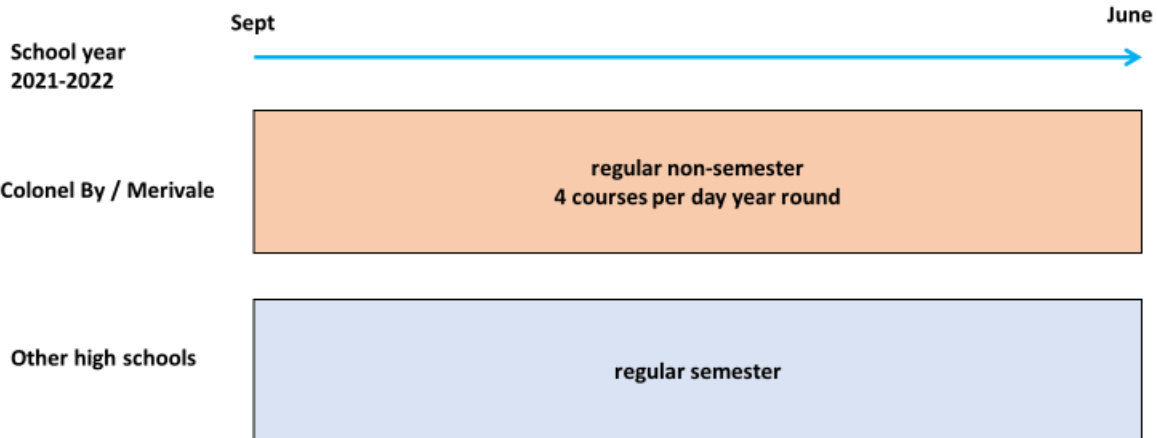 Sept
June
School year
2021-2022
Colonel By / Merivale
regular non-semester
4 courses per day year round
Other high schools
regular semester